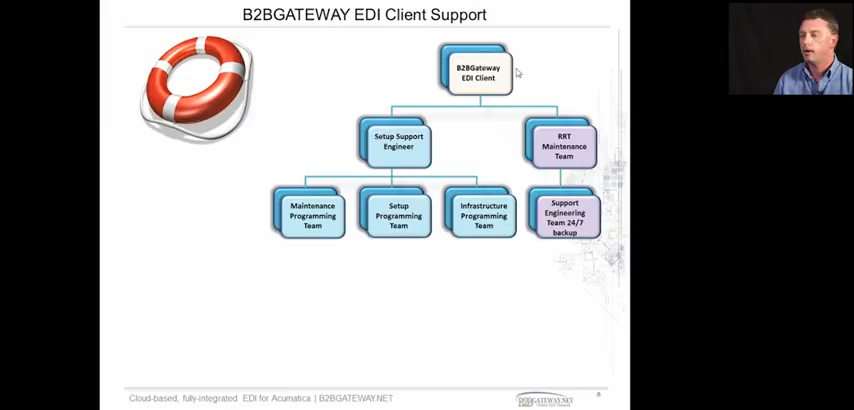 B2BGATEWAY EDI Client Support
B2BGateway
EDI Client
Setup Support
Engineer
RRT
Maintenance
Team
Maintenance
Programming
Team
Setup
Programming
Team
Infrastructure
Programming
Team
Support
Engineering
Team 24/7
backup
Cloud-based, fully-integrated EDI for Acumatica | B2BGATEWAY.NET
8